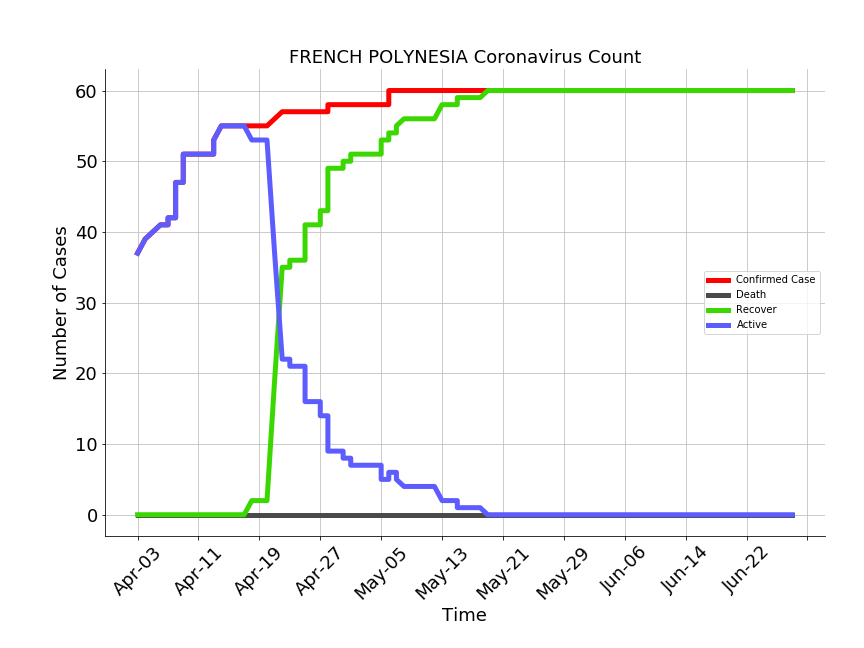 FRENCH POLYNESIA Coronavirus Count
60
50
40
30
20
10
0
Number of Cases
Confirmed Case
Death
Recover
Active
Apr-03
Apr-11
Apr-19
Apr-27
May-05
May-13
May-21
May-29
Jun-06
Jun-14
Jun-22
Time